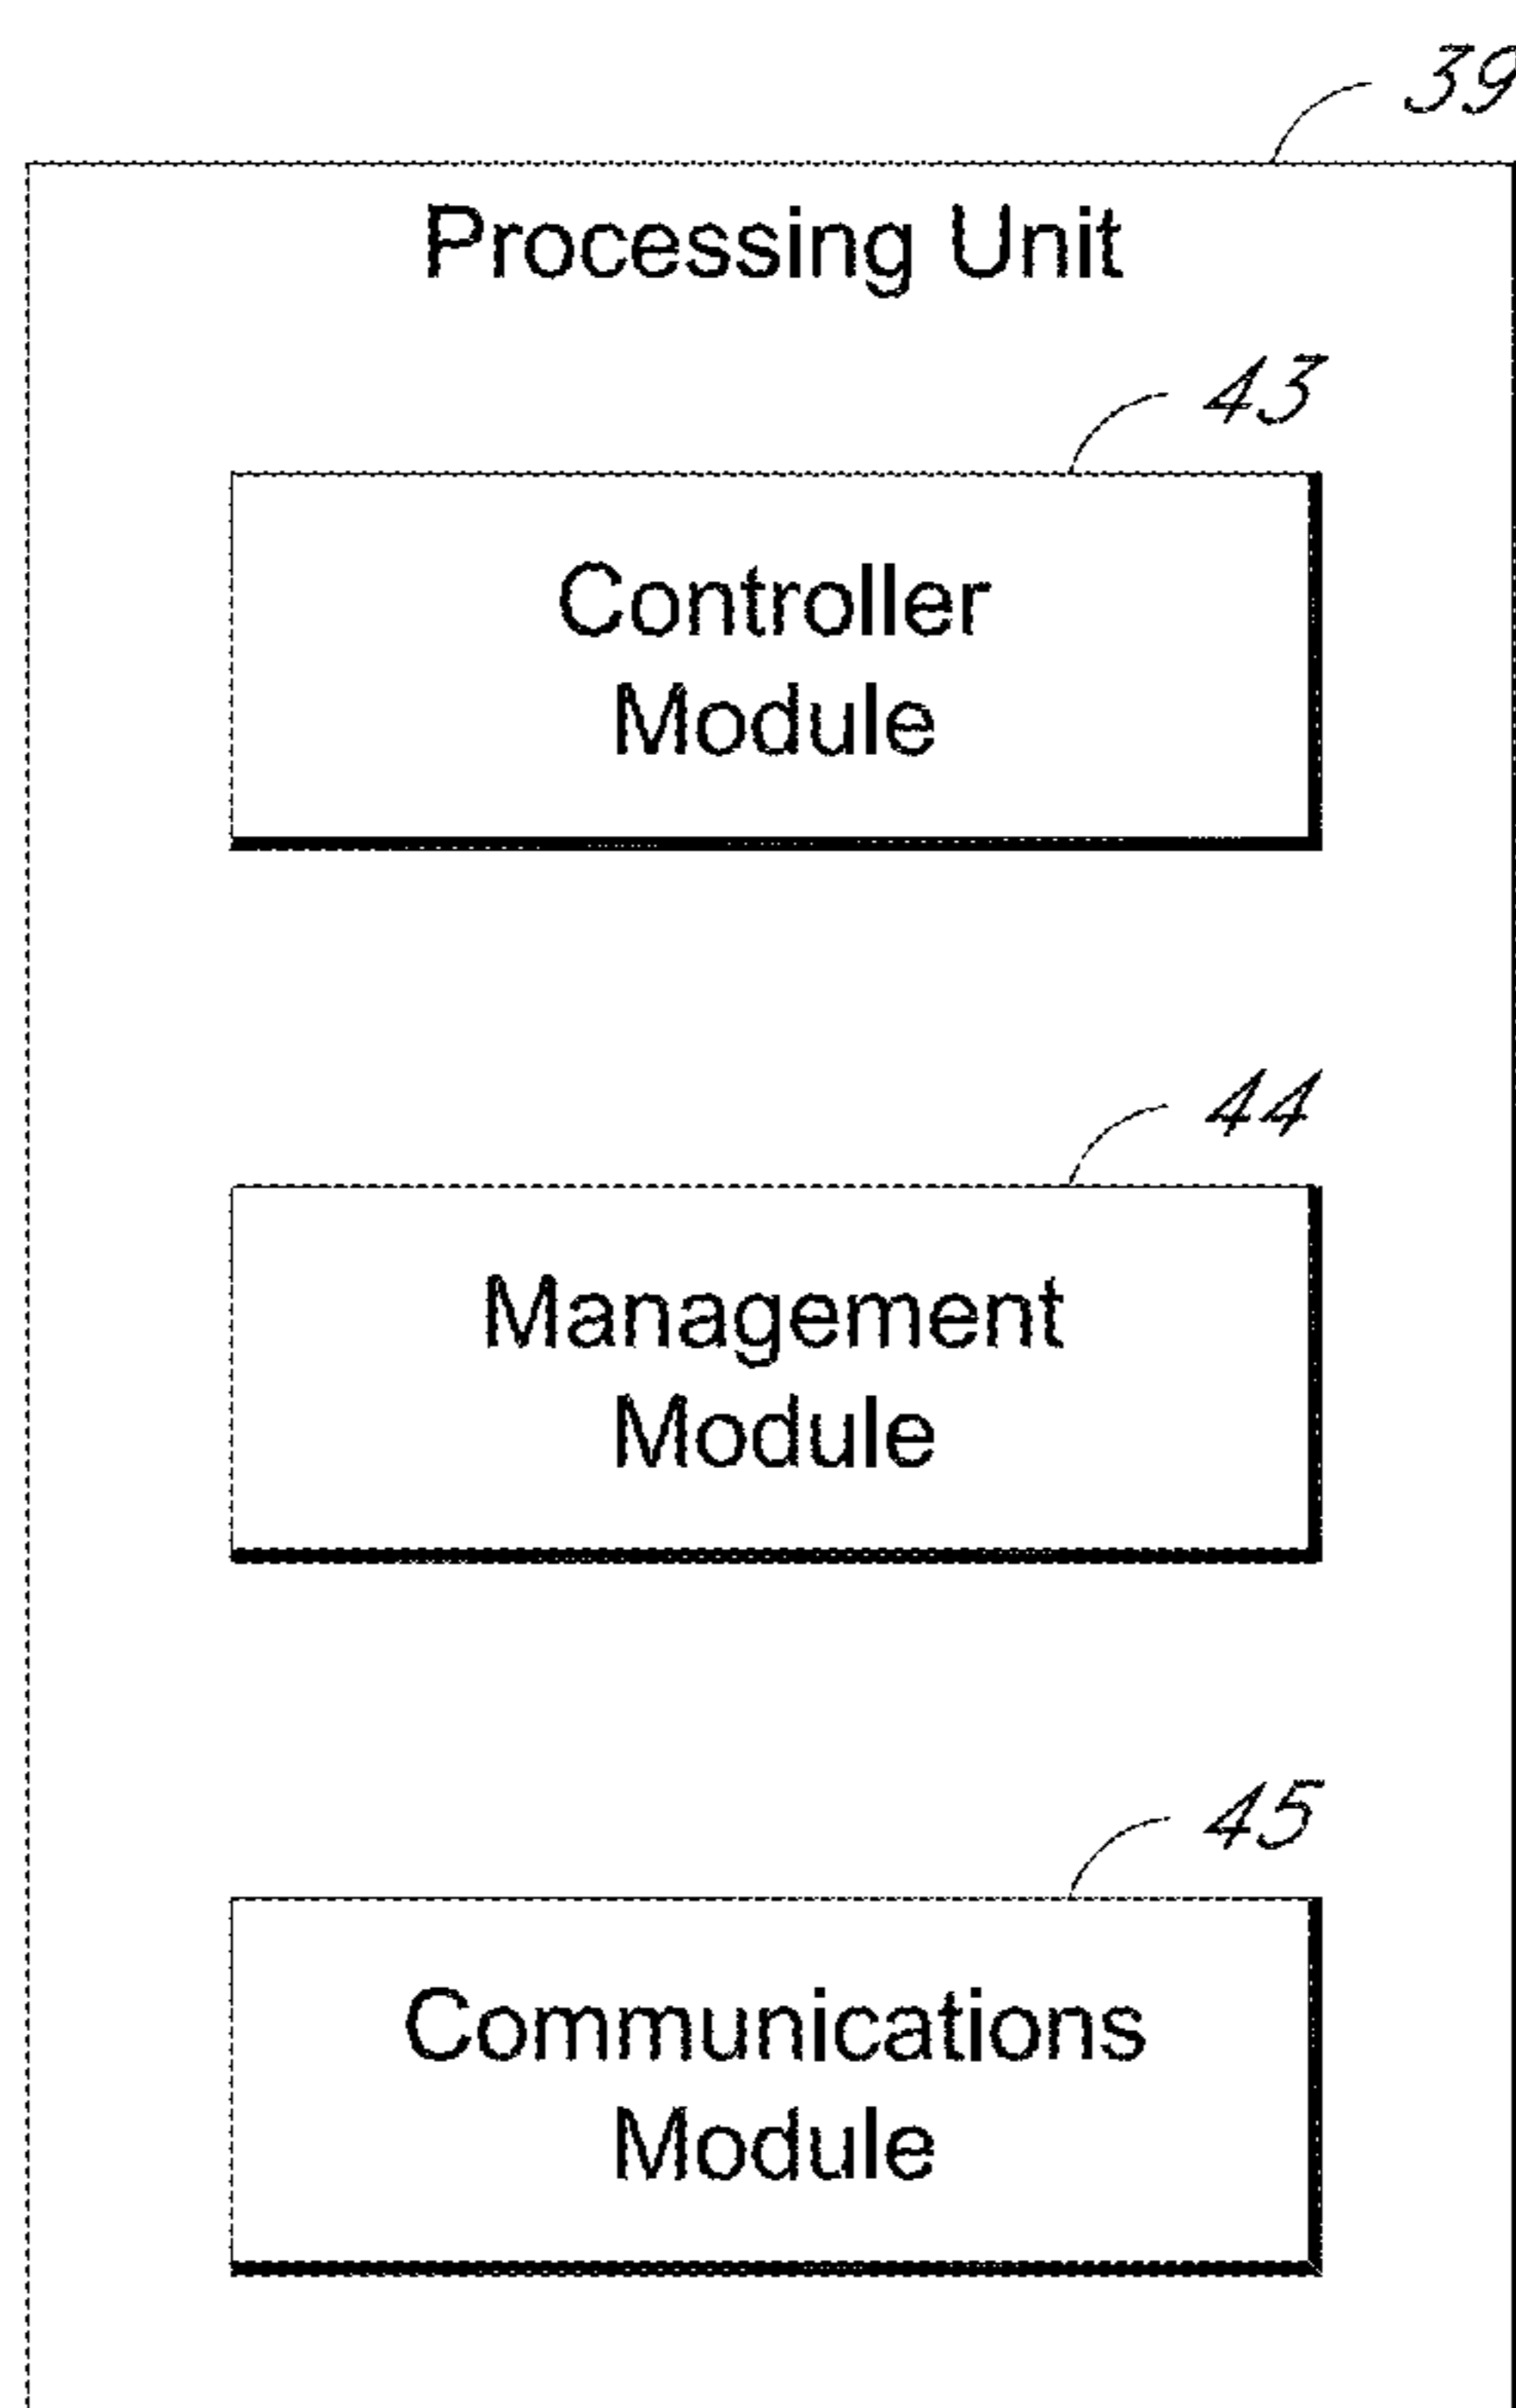 39
Processing Unit
43
Controller
Module
44
Management
Module
45
Communications
Module